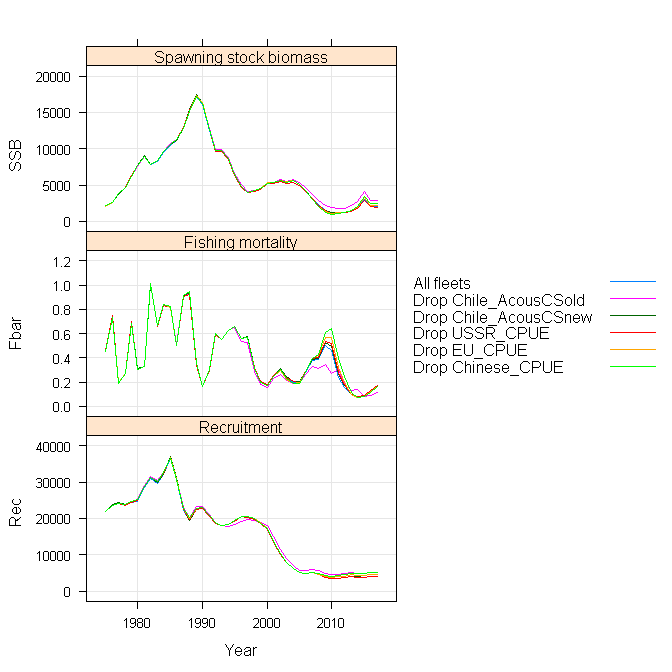 Spawning stock biomass
20000
15000
10000
5000
0
SSB
Fishing mortality
1.2
1.0
0.8
0.6
0.4
0.2
0.0
Fbar
Recruitment
40000
30000
20000
10000
0
Rec
1980 1990 2000 2010
Year
All fleets
Drop Chile_AcousCSold
Drop Chile_AcousCSnew
Drop USSR_CPUE
Drop EU_CPUE
Drop Chinese_CPUE